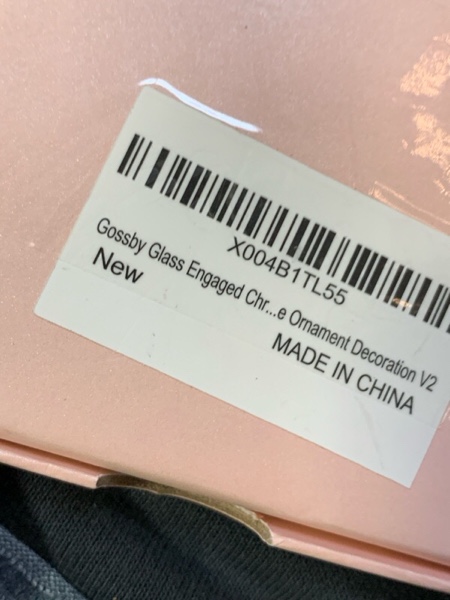 X004B1TL55
Gossby Glass Engaged Chr...e Ornament Decoration V2
New
MADE IN CHINA